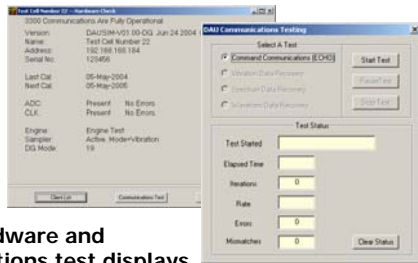 Test Cell Number 22 -- Hardware Check
3300 Communications Are Fully Operational
Version: DAUSIM-V01.00-DG Jun 24 2004
Name: Test Cell Number 22
Address: 192.168.168.184
Serial No: 123456
Last Cal: 05-May-2004
Next Cal: 05-May-2005
ADC: Present No Errors
CLK: Present No Errors
Engine: Engine Test
Sampler: Active, Mode=Vibration
DG Mode: 19
Client List
Communications Test
DAU Communications Testing
Select A Test
Command Communications (ECHO)
Vibration Data Recovery
Spectrum Data Recovery
Waveform Data Recovery
Start Test
Pause Test
Stop Test
Test Status
Test Started
Elapsed Time
Iterations 0
Rate
Errors 0
Mismatches 0
Clear Status
dware and
tions test displays